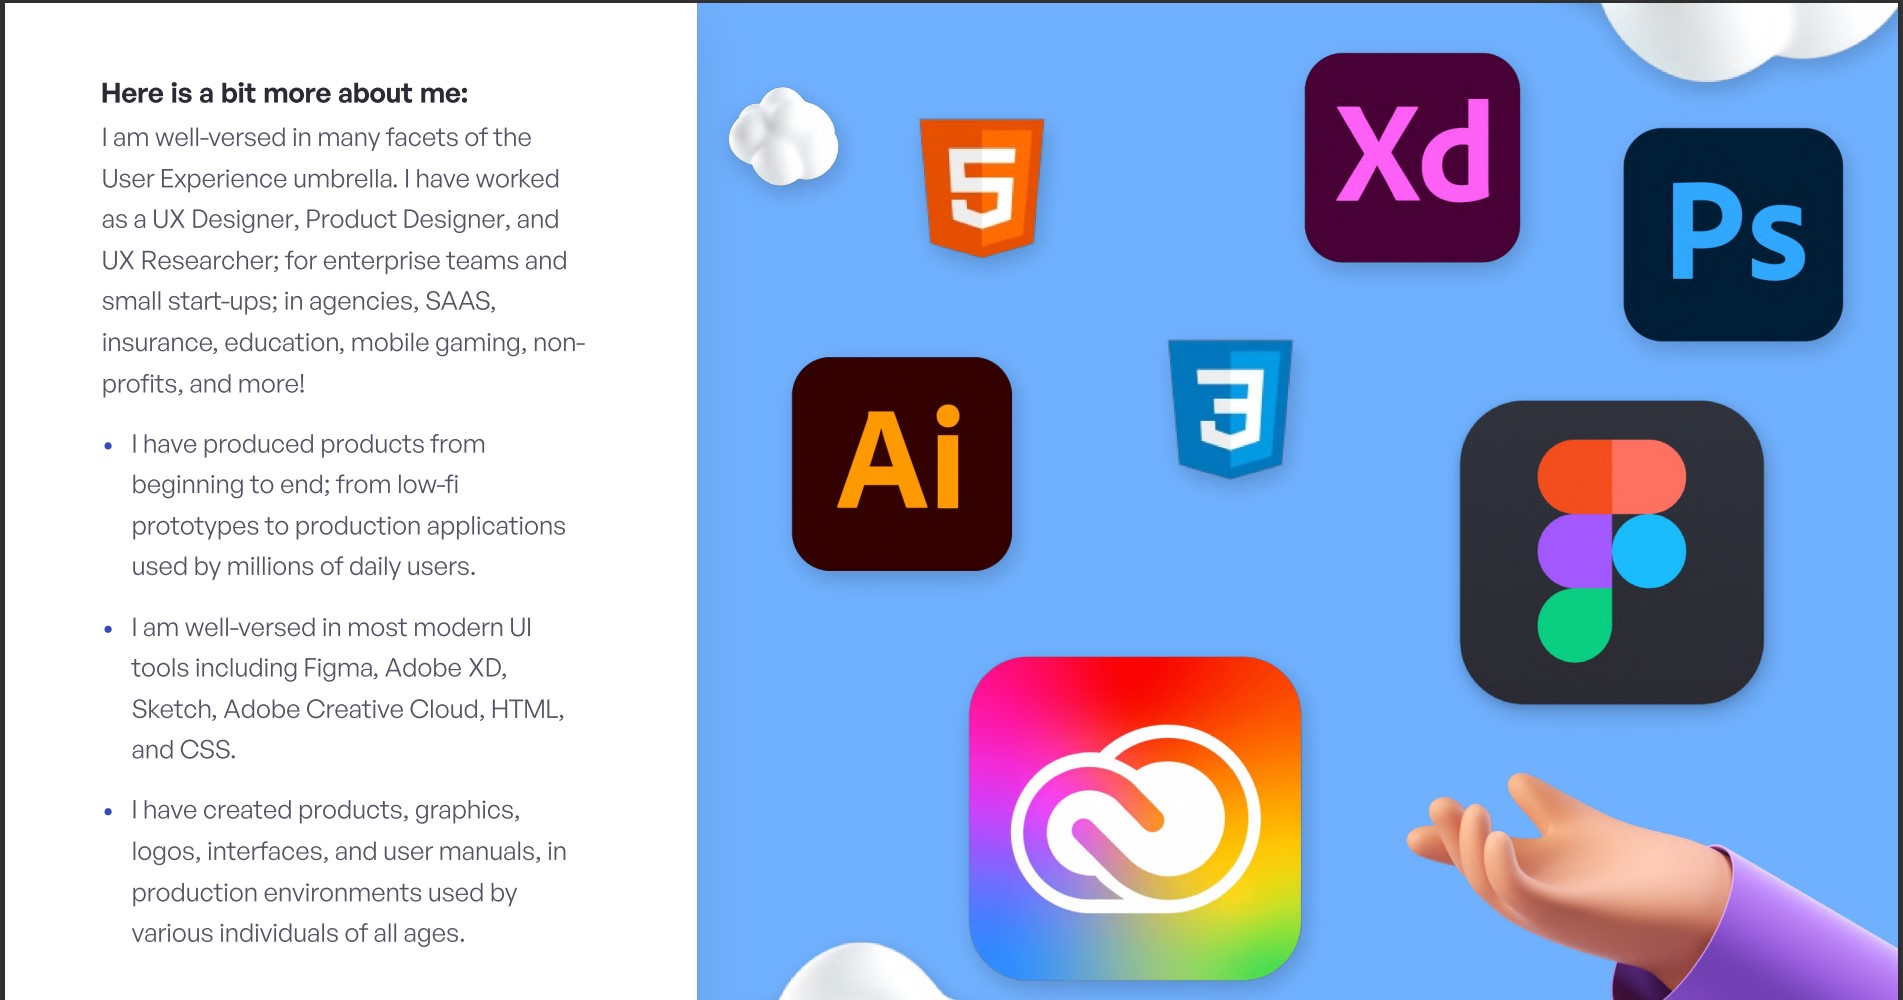 Here is a bit more about me:
I am well-versed in many facets of the
User Experience umbrella. I have worked
as a UX Designer, Product Designer, and
UX Researcher; for enterprise teams and
small start-ups; in agencies, SAAS,
insurance, education, mobile gaming, non-
profits, and more!
• I have produced products from
beginning to end; from low-fi
prototypes to production applications
used by millions of daily users.
• I am well-versed in most modern UI
tools including Figma, Adobe XD,
Sketch, Adobe Creative Cloud, HTML,
and CSS.
• I have created products, graphics,
logos, interfaces, and user manuals, in
production environments used by
various individuals of all ages.
5
Xd
Ps
Ai
3